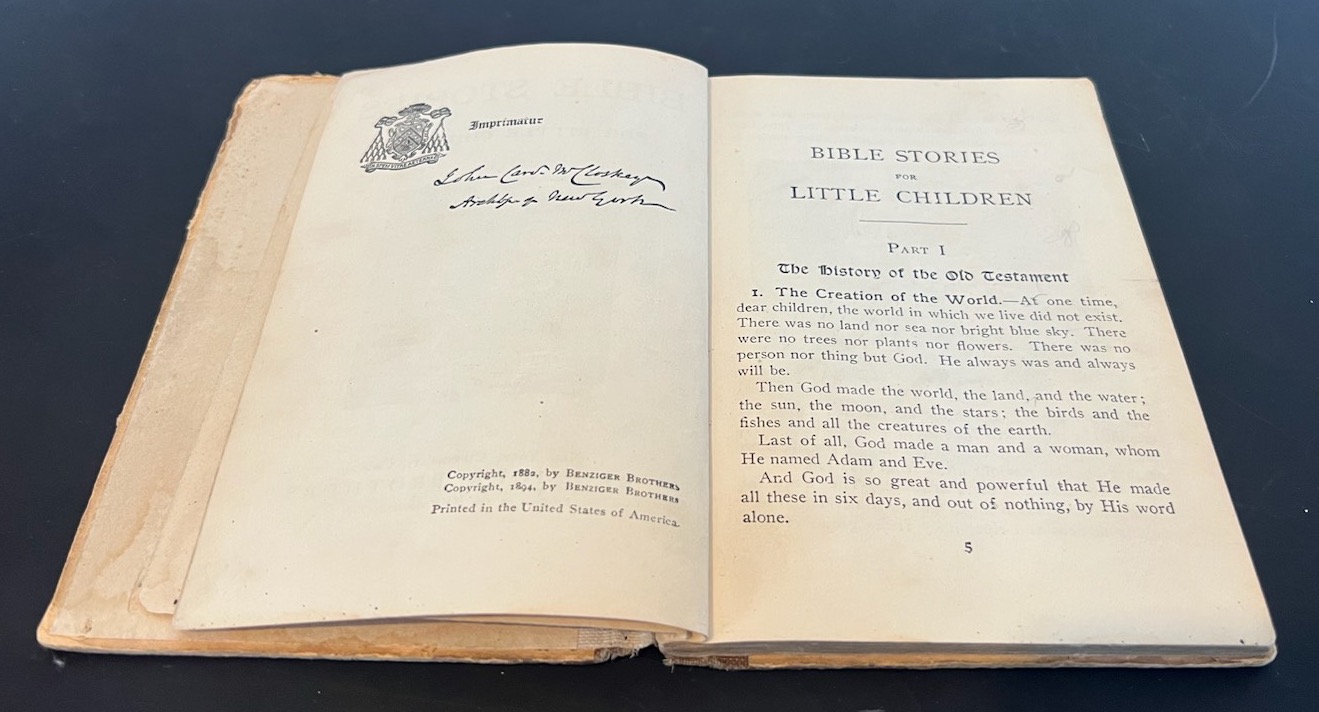 Imprimatur
IN SPEM VITAE AETERNAE
John Card. McCloskey
Archbp of New York
Copyright, 1882, by BENZIGER BROTHERS
Copyright, 1894, by BENZIGER BROTHERS
Printed in the United States of America.
BIBLE STORIES
FOR
LITTLE CHILDREN
PART I
The History of the Old Testament
1. The Creation of the World.—At one time,
dear children, the world in which we live did not exist.
There was no land nor sea nor bright blue sky. There
were no trees nor plants nor flowers. There was no
person nor thing but God. He always was and always
will be.
Then God made the world, the land, and the water;
the sun, the moon, and the stars; the birds and the
fishes and all the creatures of the earth.
Last of all, God made a man and a woman, whom
He named Adam and Eve.
And God is so great and powerful that He made
all these in six days, and out of nothing, by His word
alone.
5